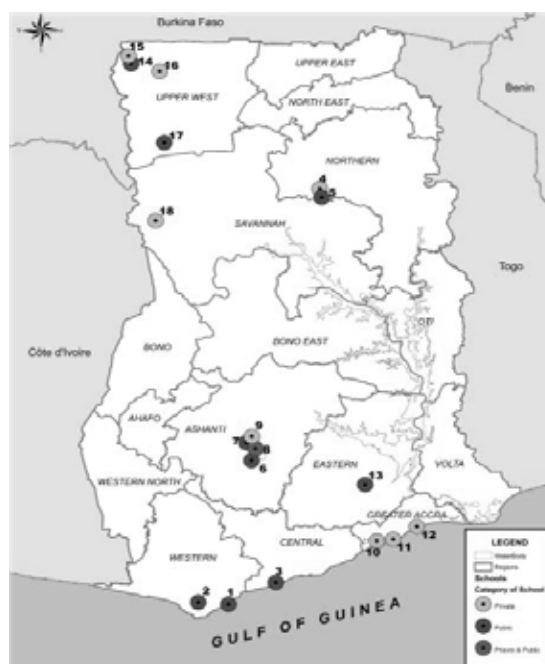 Burkina Faso
15
14
16
UPPER EAST
UPPER WEST
NORTH EAST
Benin
17
NORTHERN
4
5
18
SAVANNAH
Togo
OTI
BONO
BONO EAST
Côte d'Ivoire
AHAFO
ASHANTI
9
7
8
6
EASTERN
13
VOLTA
WESTERN NORTH
GREATER ACCRA
12
11
10
CENTRAL
WESTERN
3
2
1
GULF OF GUINEA
LEGEND
Waterbody
Regions
Schools
Category of School
Private
Public
Private & Public